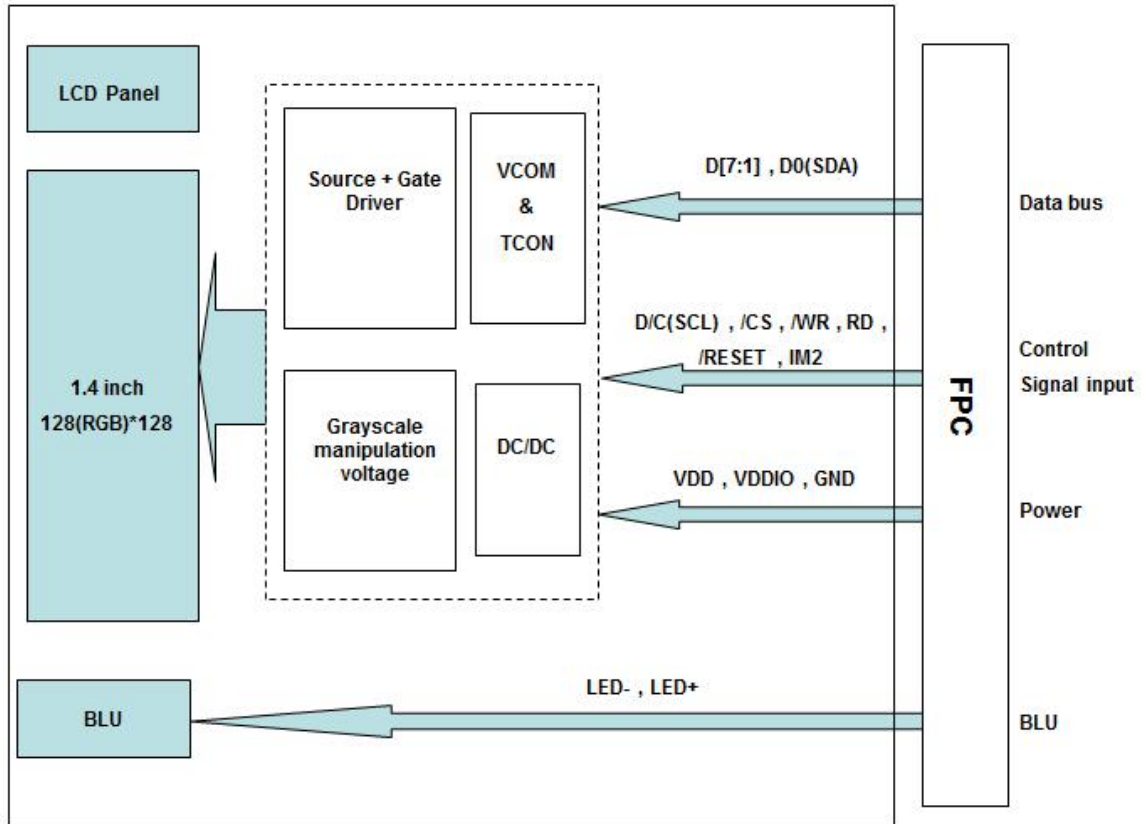 LCD Panel
1.4 inch
128(RGB)*128
Source + Gate
Driver
VCOM
&
TCON
Grayscale
manipulation
voltage
DC/DC
D[7:1] , D0(SDA)
D/C(SCL) , /CS , /WR , RD ,
/RESET , IM2
VDD , VDDIO , GND
BLU
LED- , LED+
FPC
Data bus
Control
Signal input
Power
BLU